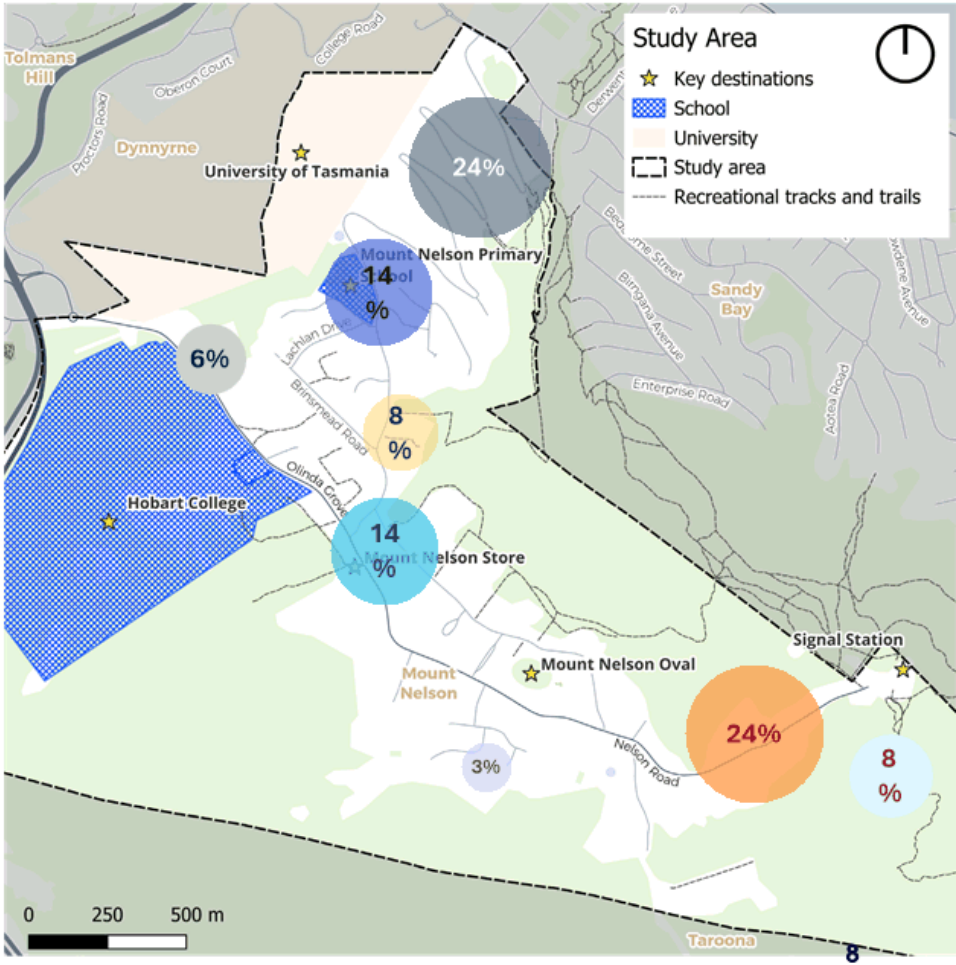 Study Area
Key destinations
School
University
Study area
Recreational tracks and trails
Tolmans
Hill
College Road
Oberon Court
Proctors Road
Dynnyrne
University of Tasmania
24%
Mount Nelson Primary
School
14
%
Lachlan Drive
6%
Brinsmead Road
8
%
Olinda Grove
Hobart College
14
%
Mount Nelson Store
Sandy
Bay
Birngana Avenue
Enterprise Road
Aotea Road
Signal Station
Mount Nelson Oval
Mount
Nelson
24%
Nelson Road
3%
8
%
0 250 500 m
Taroona
8